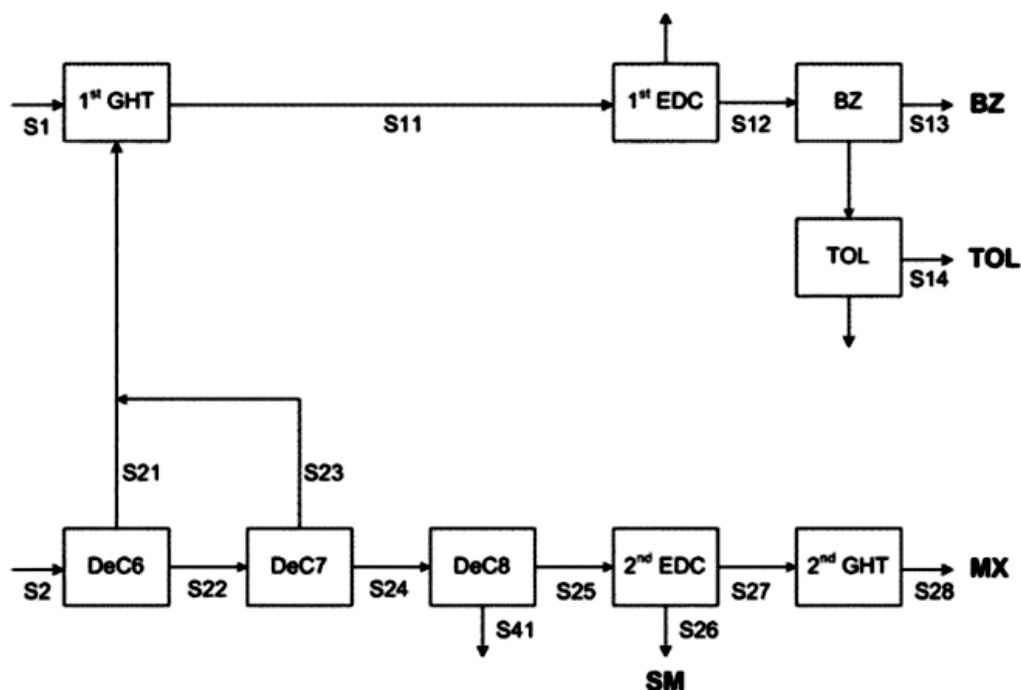 1st GHT
1st EDC
BZ
BZ
S1
S11
S12
S13
TOL
TOL
S14
S21
S23
DeC6
DeC7
DeC8
2nd EDC
2nd GHT
MX
S2
S22
S24
S25
S27
S28
S41
S26
SM